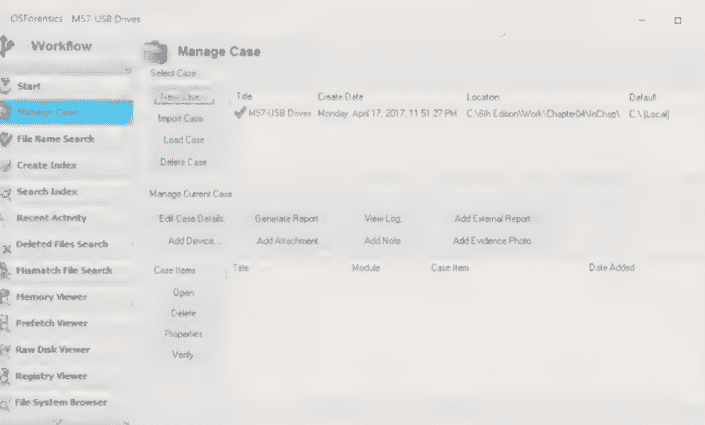 OSForensics M57 USB Drives
Workflow
Manage Case
Select Case
Start
Manage Case
File Name Search
Create Index
Search Index
Recent Activity
Deleted Files Search
Mismatch File Search
Memory Viewer
Prefetch Viewer
Raw Disk Viewer
Registry Viewer
File System Browser
New Case...
Import Case
Load Case
Delete Case
Title Create Date Location Default
M57 USB Drives Monday, April 17, 2017, 11:51:27 PM C:\6th Edition\Work\Chapter04\InChap\ C:\ [Local]
Manage Current Case
Edit Case Details. Generate Report... View Log. Add External Report
Add Device... Add Attachment Add Note Add Evidence Photo
Case Items
Open
Delete
Properties
Verify
Title Module Case Item Date Added